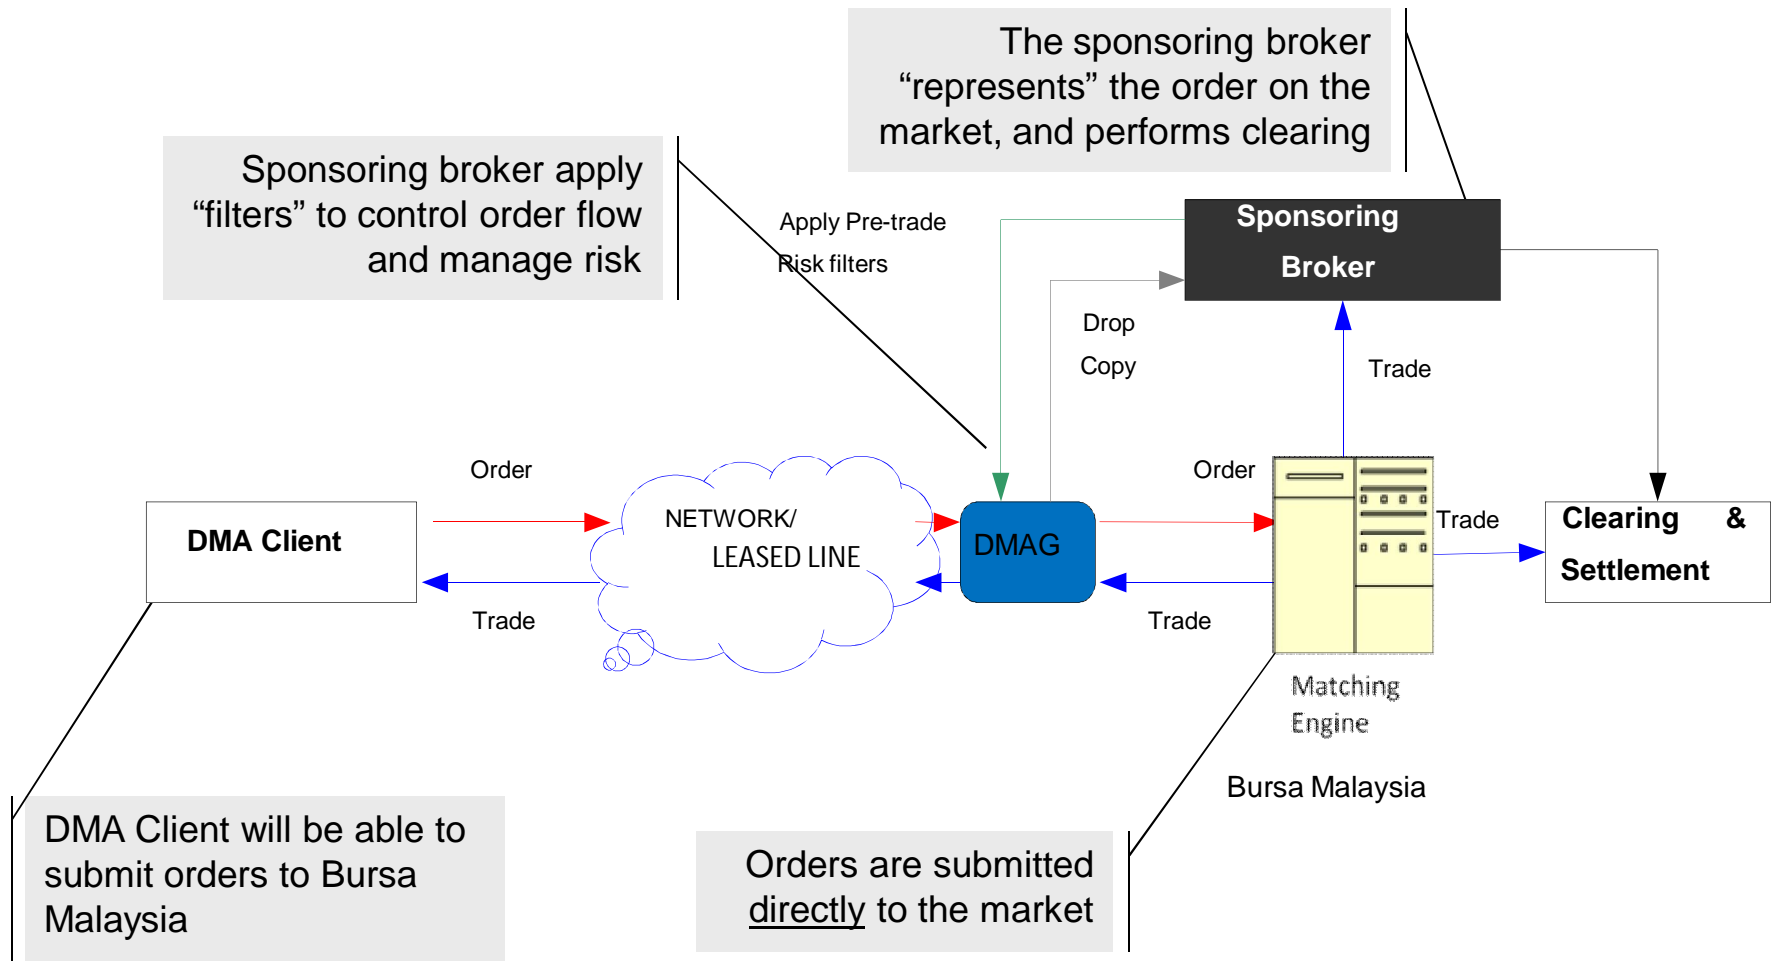 The sponsoring broker
“represents” the order on the
market, and performs clearing
Sponsoring broker apply
“filters” to control order flow
and manage risk
Apply Pre-trade
Risk filters
Sponsoring
Broker
Drop
Copy
Trade
Order
Order
NETWORK/
LEASED LINE
DMA Client
DMAG
Trade
Clearing &
Settlement
Trade
Trade
Matching
Engine
Bursa Malaysia
DMA Client will be able to
submit orders to Bursa
Malaysia
Orders are submitted
directly to the market